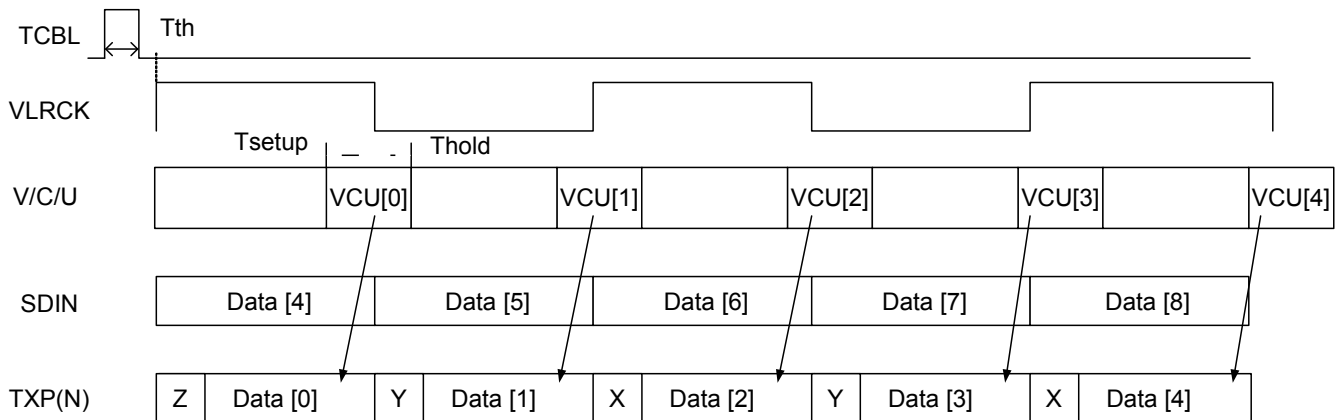 TCBL Tth
VLRCK
Tsetup Thold
V/C/U VCU[0] VCU[1] VCU[2] VCU[3] VCU[4]
SDIN Data [4] Data [5] Data [6] Data [7] Data [8]
TXP(N) Z Data [0] Y Data [1] X Data [2] Y Data [3] X Data [4]